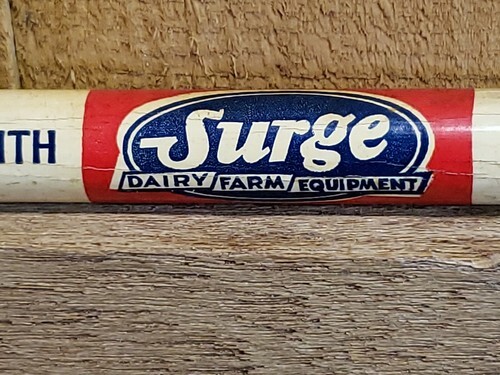 ITH
Surge
DAIRY FARM EQUIPMENT